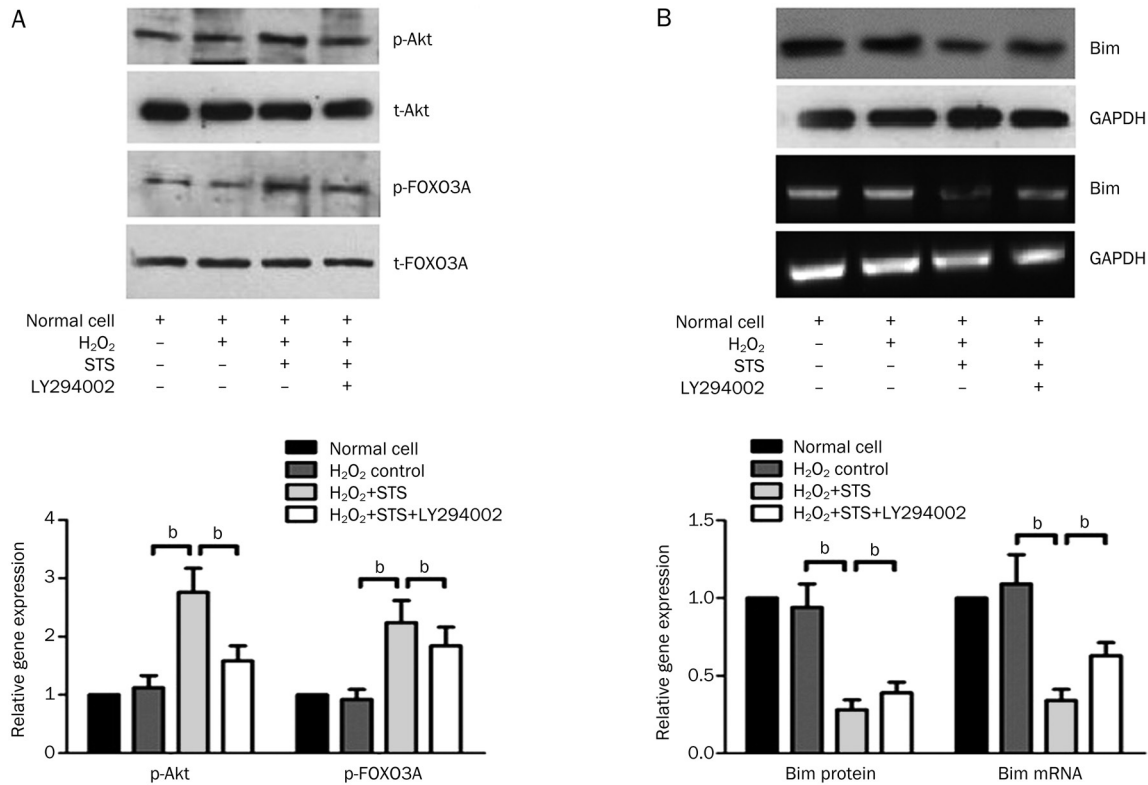 A
p-Akt
t-Akt
p-FOXO3A
t-FOXO3A
Normal cell + + + +
H₂O₂ – + + +
STS – – + +
LY294002 – – – +
Normal cell
H₂O₂ control
H₂O₂+STS
H₂O₂+STS+LY294002
Relative gene expression
4
3
2
1
0
b b
b b
p-Akt p-FOXO3A
B
Bim
GAPDH
Bim
GAPDH
Normal cell + + + +
H₂O₂ – + + +
STS – – + +
LY294002 – – – +
Normal cell
H₂O₂ control
H₂O₂+STS
H₂O₂+STS+LY294002
Relative gene expression
1.5
1.0
0.5
0.0
b b
b b
Bim protein Bim mRNA